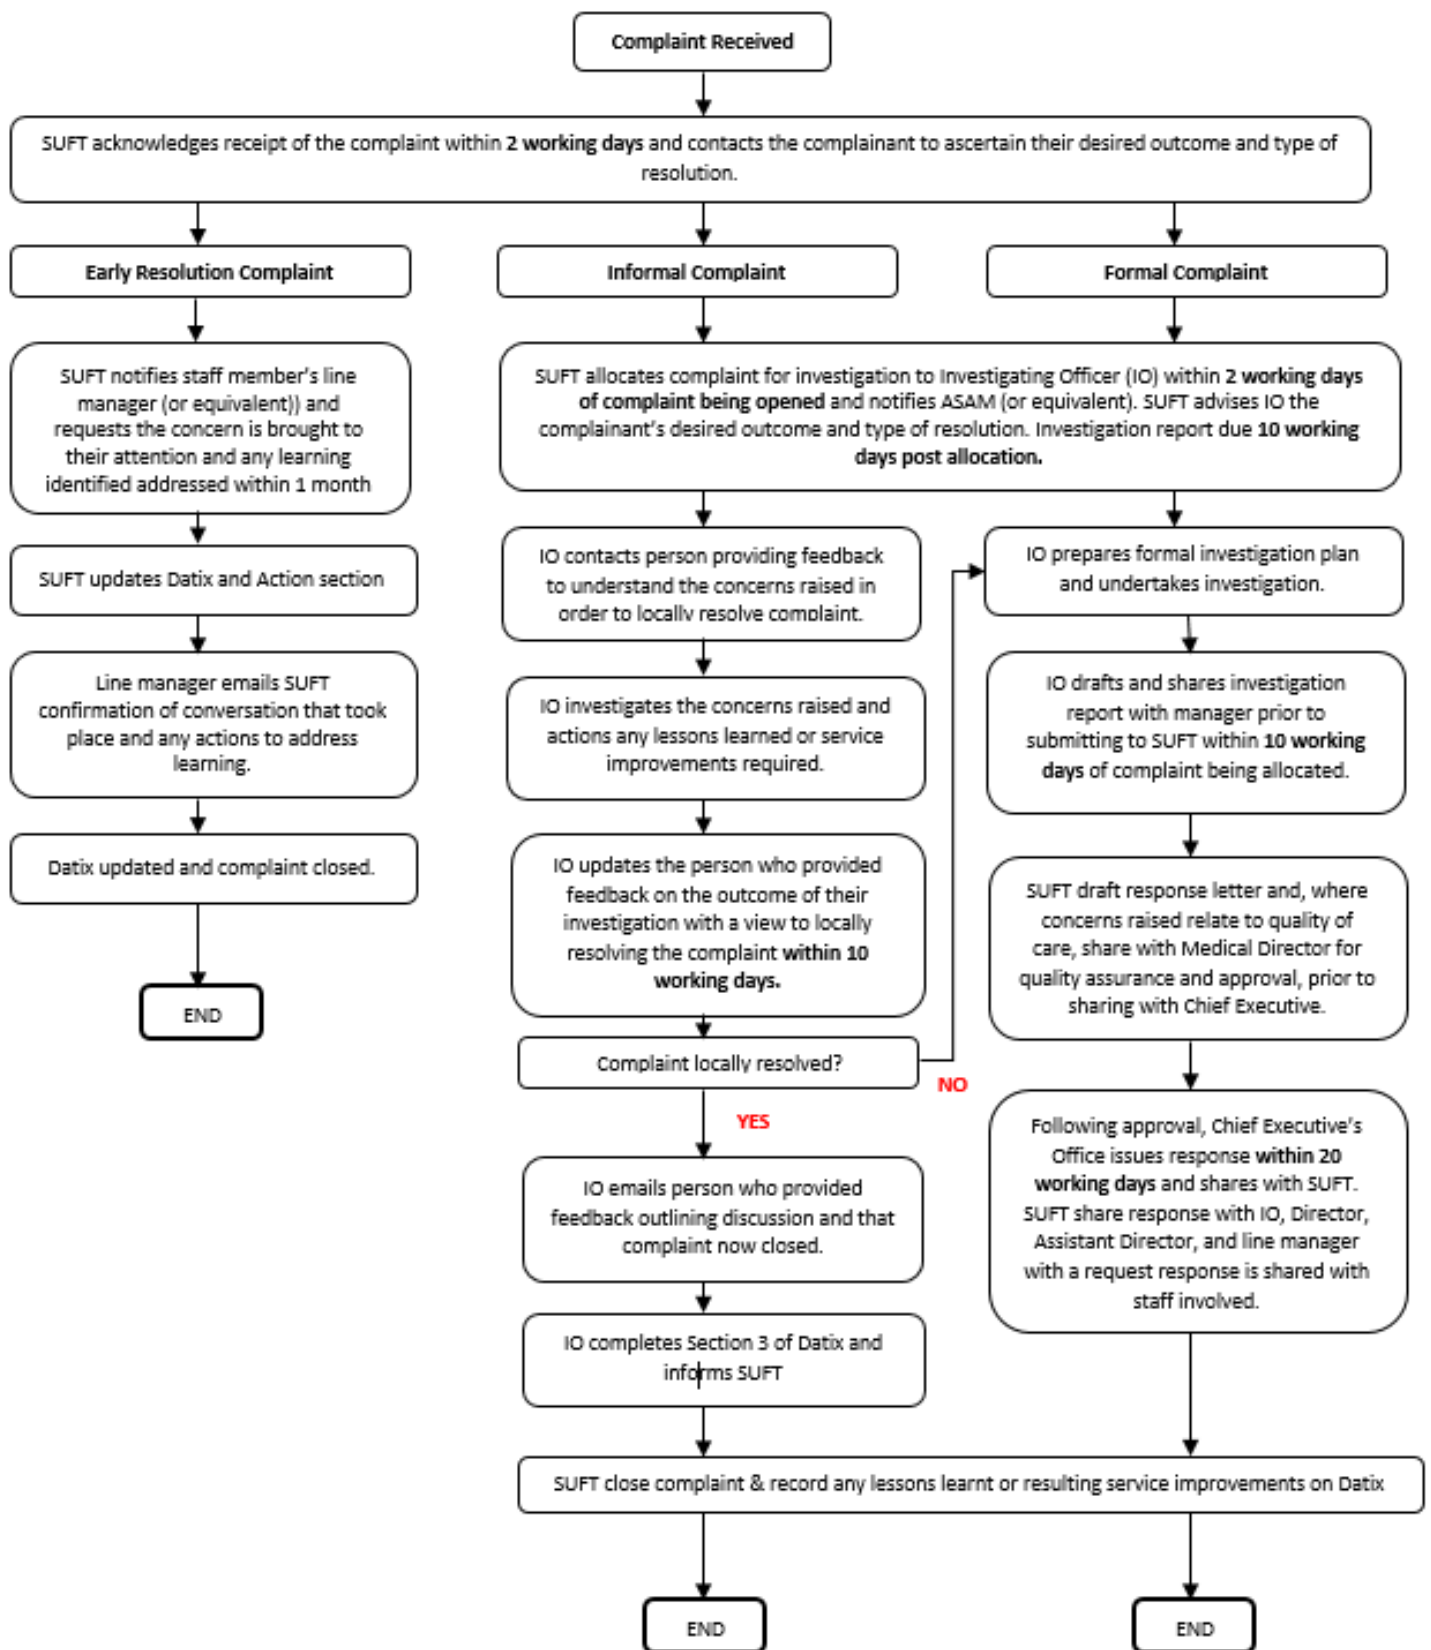 Complaint Received
SUFT acknowledges receipt of the complaint within 2 working days and contacts the complainant to ascertain their desired outcome and type of
resolution.
Early Resolution Complaint
SUFT notifies staff member's line
manager (or equivalent)) and
requests the concern is brought to
their attention and any learning
identified addressed within 1 month
SUFT updates Datix and Action section
Line manager emails SUFT
confirmation of conversation that took
place and any actions to address
learning.
Datix updated and complaint closed.
END
Informal Complaint
Formal Complaint
SUFT allocates complaint for investigation to Investigating Officer (IO) within 2 working days
of complaint being opened and notifies ASAM (or equivalent). SUFT advises IO the
complainant's desired outcome and type of resolution. Investigation report due 10 working
days post allocation.
IO contacts person providing feedback
to understand the concerns raised in
order to locally resolve complaint.
IO investigates the concerns raised and
actions any lessons learned or service
improvements required.
IO updates the person who provided
feedback on the outcome of their
investigation with a view to locally
resolving the complaint within 10
working days.
Complaint locally resolved?
NO
YES
IO emails person who provided
feedback outlining discussion and that
complaint now closed.
IO completes Section 3 of Datix and
informs SUFT
IO prepares formal investigation plan
and undertakes investigation.
IO drafts and shares investigation
report with manager prior to
submitting to SUFT within 10 working
days of complaint being allocated.
SUFT draft response letter and, where
concerns raised relate to quality of
care, share with Medical Director for
quality assurance and approval, prior to
sharing with Chief Executive.
Following approval, Chief Executive's
Office issues response within 20
working days and shares with SUFT.
SUFT share response with IO, Director,
Assistant Director, and line manager
with a request response is shared with
staff involved.
SUFT close complaint & record any lessons learnt or resulting service improvements on Datix
END
END